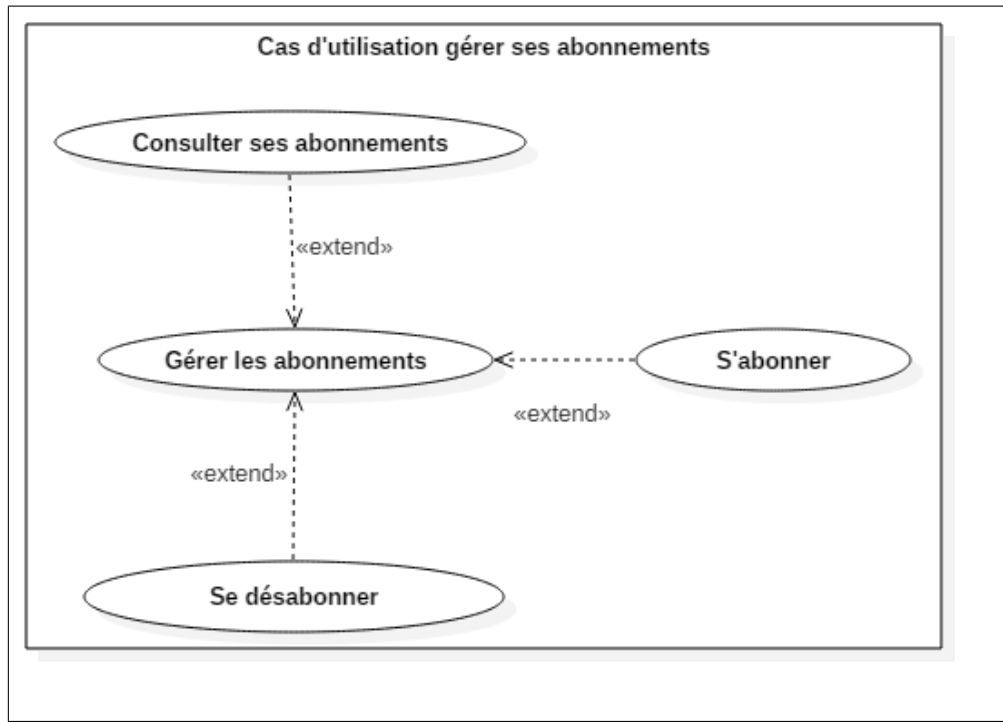 Cas d'utilisation gérer ses abonnements
Consulter ses abonnements
«extend»
Gérer les abonnements
S'abonner
«extend»
«extend»
Se désabonner